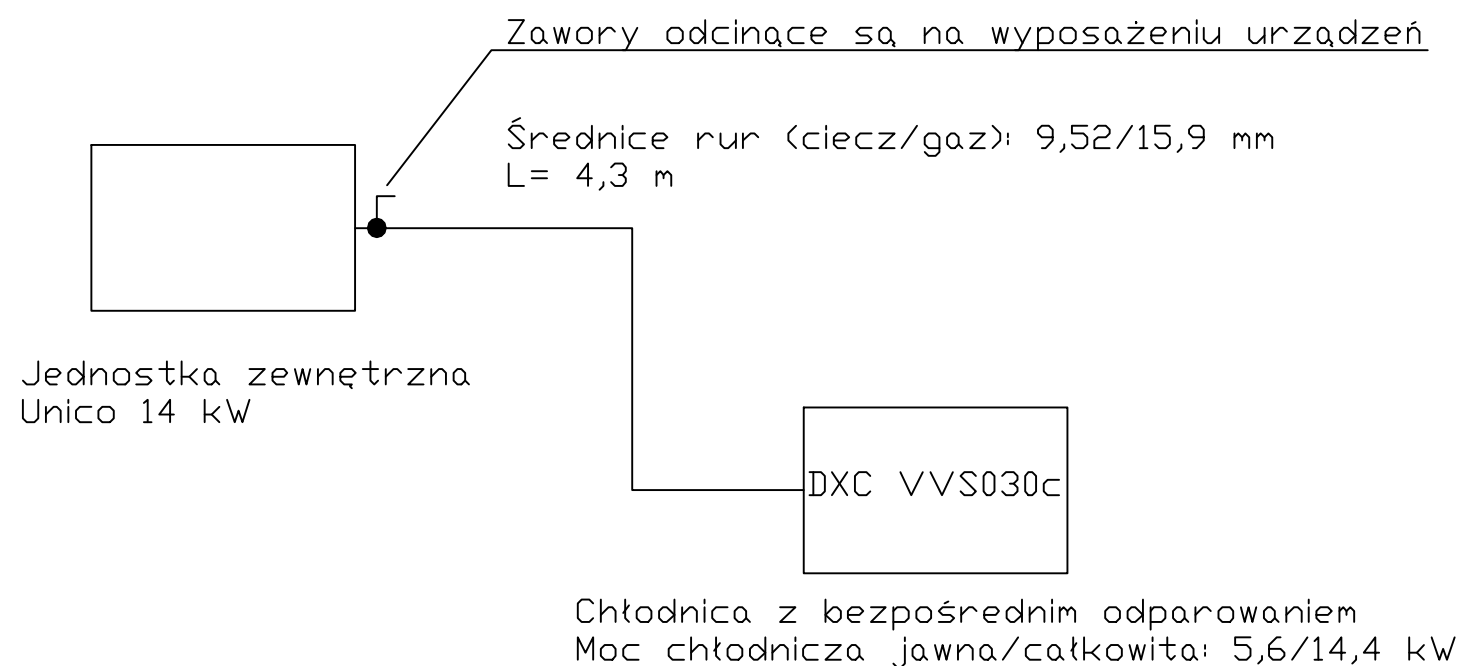 Zawory odcinące są na wyposażeniu urządzeń
Średnice rur (ciecz/gaz): 9,52/15,9 mm
L= 4,3 m
Jednostka zewnętrzna
Unico 14 kW
DXC VVS030c
Chłodnica z bezpośrednim odparowaniem
Moc chłodnicza jawna/całkowita: 5,6/14,4 kW